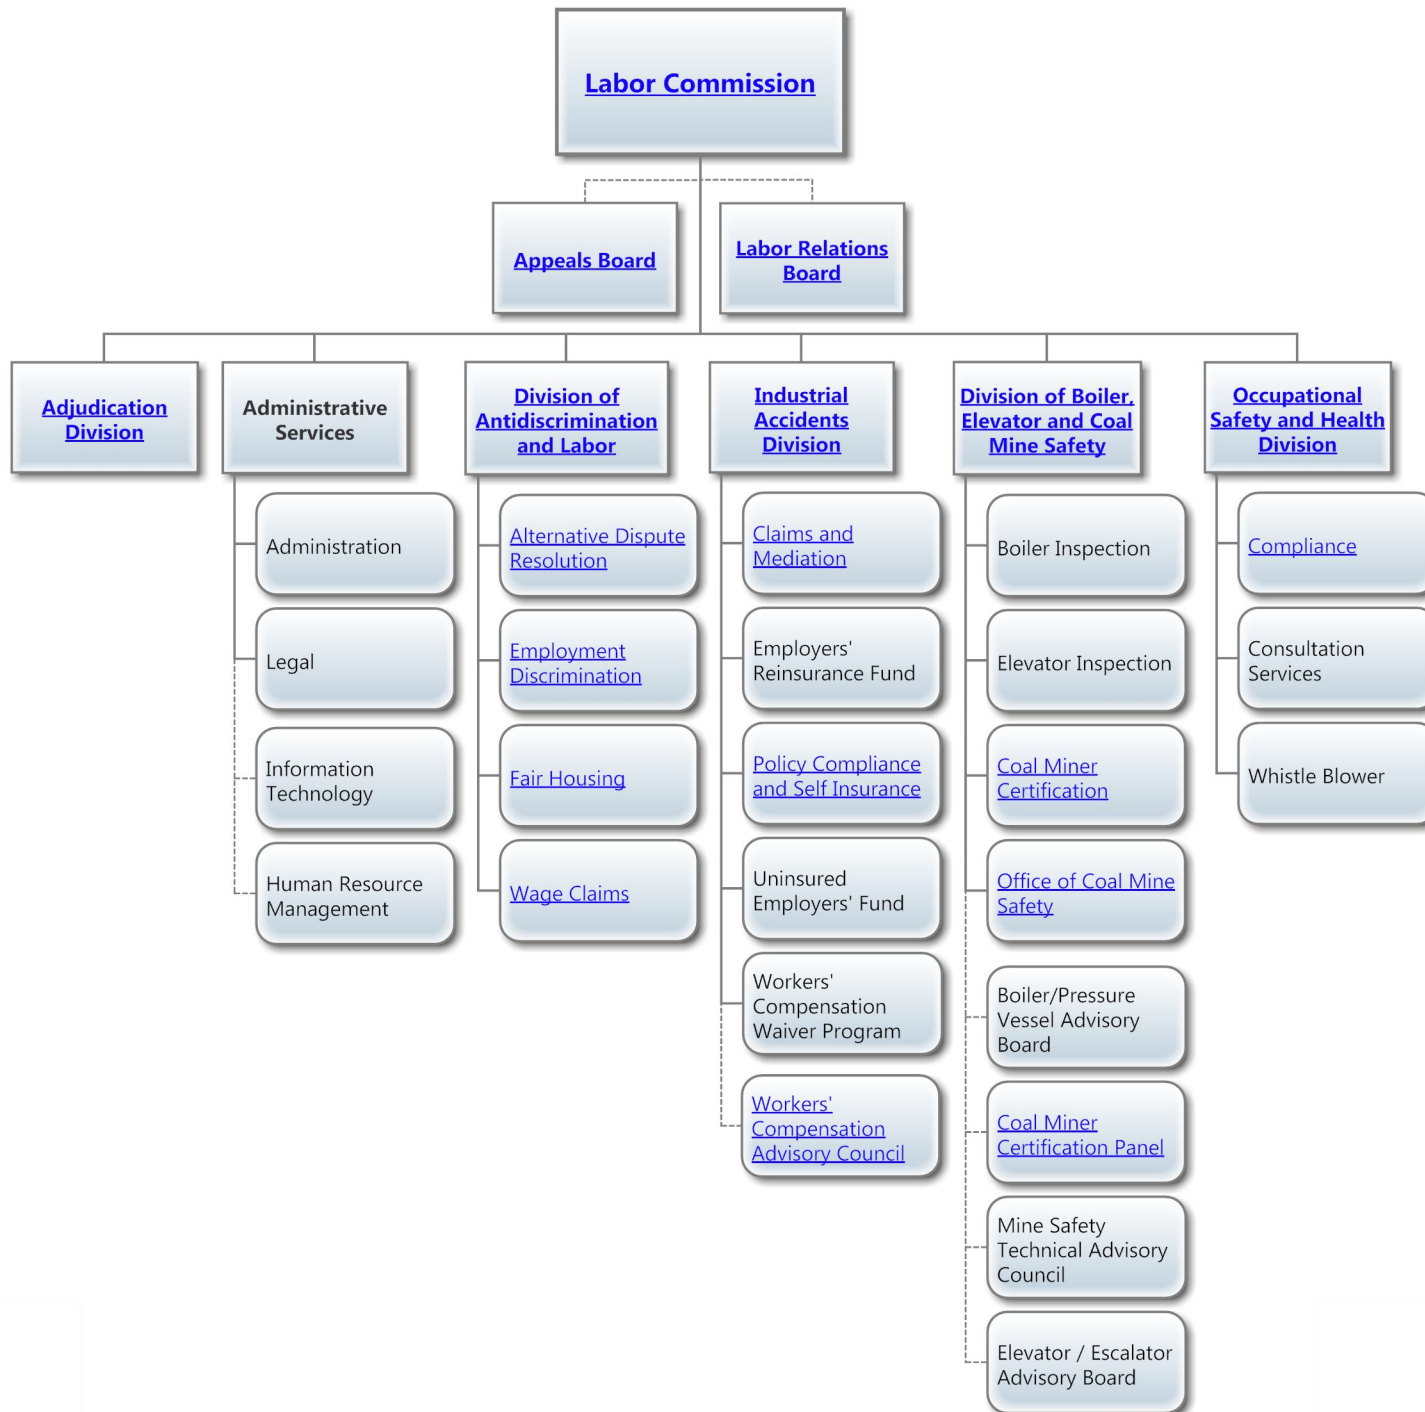 Labor Commission
Appeals Board
Labor Relations
Board
Adjudication
Division
Administrative
Services
Division of
Antidiscrimination
and Labor
Industrial
Accidents
Division
Division of Boiler,
Elevator and Coal
Mine Safety
Occupational
Safety and Health
Division
Administration
Legal
Information
Technology
Human Resource
Management
Alternative Dispute
Resolution
Employment
Discrimination
Fair Housing
Wage Claims
Claims and
Mediation
Employers'
Reinsurance Fund
Policy Compliance
and Self Insurance
Uninsured
Employers' Fund
Workers'
Compensation
Waiver Program
Workers'
Compensation
Advisory Council
Boiler Inspection
Elevator Inspection
Coal Miner
Certification
Office of Coal Mine
Safety
Boiler/Pressure
Vessel Advisory
Board
Coal Miner
Certification Panel
Mine Safety
Technical Advisory
Council
Elevator / Escalator
Advisory Board
Compliance
Consultation
Services
Whistle Blower